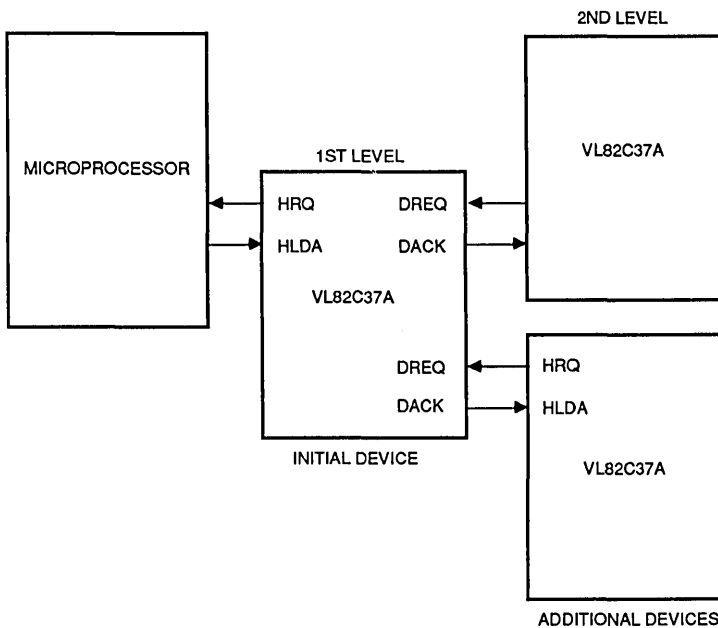 2ND LEVEL
MICROPROCESSOR
VL82C37A
1ST LEVEL
HRQ DREQ
HLDA DACK
VL82C37A
DREQ
DACK
INITIAL DEVICE
HRQ
HLDA
VL82C37A
ADDITIONAL DEVICES